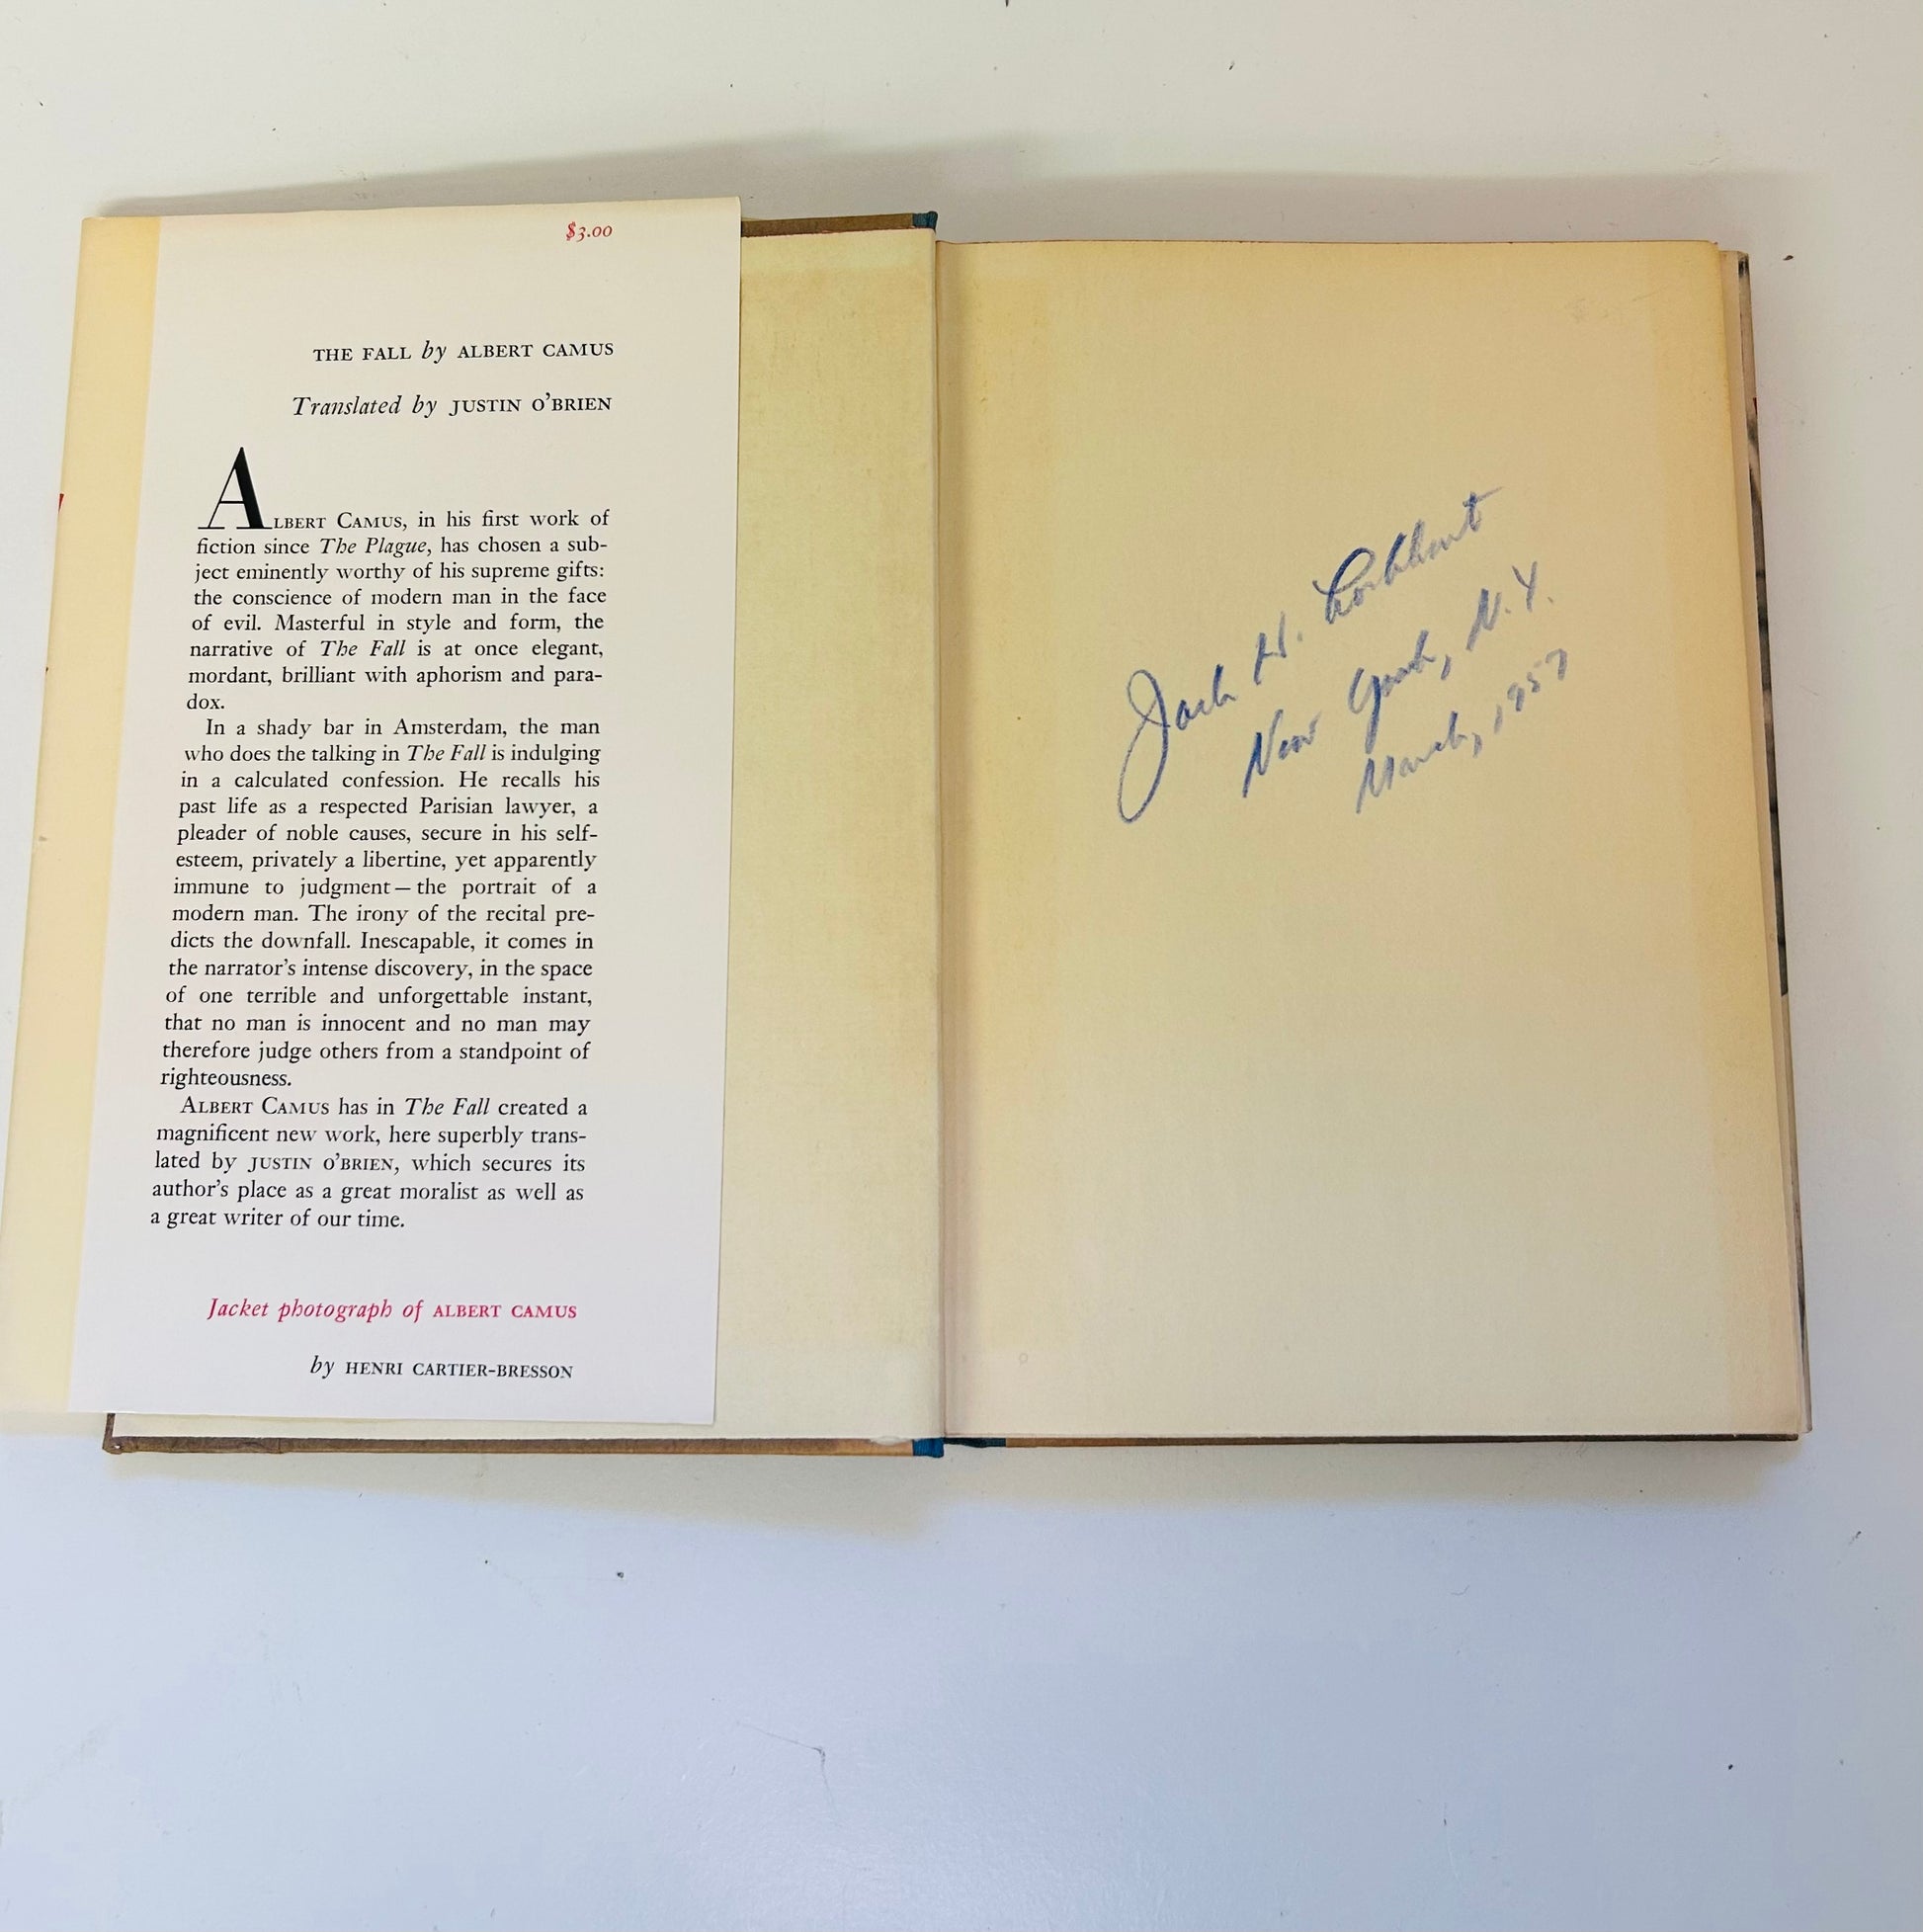 $3.00
THE FALL by ALBERT CAMUS
Translated by JUSTIN O'BRIEN
ALBERT CAMUS, in his first work of
fiction since The Plague, has chosen a sub-
ject eminently worthy of his supreme gifts:
the conscience of modern man in the face
of evil. Masterful in style and form, the
narrative of The Fall is at once elegant,
mordant, brilliant with aphorism and para-
dox.
In a shady bar in Amsterdam, the man
who does the talking in The Fall is indulging
in a calculated confession. He recalls his
past life as a respected Parisian lawyer, a
pleader of noble causes, secure in his self-
esteem, privately a libertine, yet apparently
immune to judgment—the portrait of a
modern man. The irony of the recital pre-
dicts the downfall. Inescapable, it comes in
the narrator's intense discovery, in the space
of one terrible and unforgettable instant,
that no man is innocent and no man may
therefore judge others from a standpoint of
righteousness.
ALBERT CAMUS has in The Fall created a
magnificent new work, here superbly trans-
lated by JUSTIN O'BRIEN, which secures its
author's place as a great moralist as well as
a great writer of our time.
Jacket photograph of ALBERT CAMUS
by HENRI CARTIER-BRESSON
Jack H. Lockhart
New York, N.Y.
March, 1957